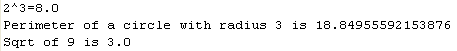 2^3=8.0
Perimeter of a circle with radius 3 is 18.84955592153876
Sqrt of 9 is 3.0